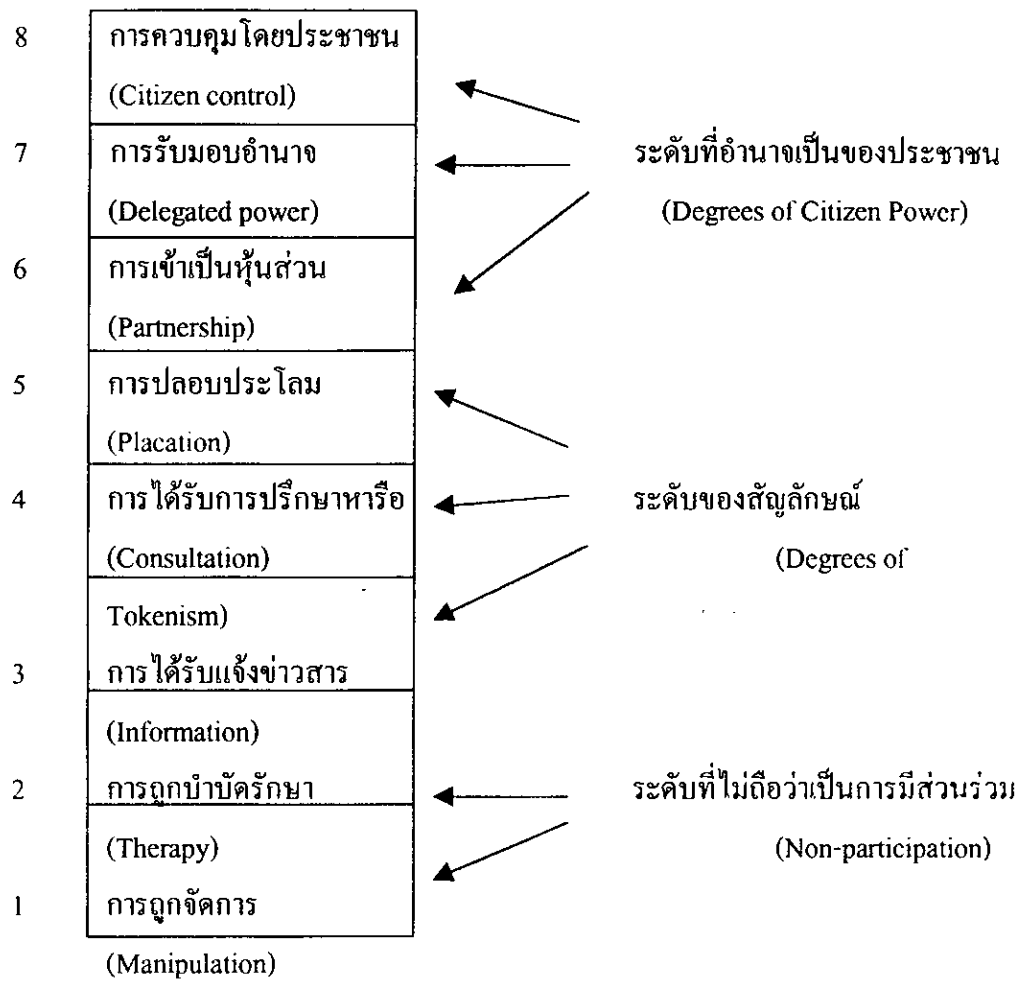 8 การควบคุมโดยประชาชน
(Citizen control)
7 การรับมอบอำนาจ ระดับที่อำนาจเป็นของประชาชน
(Delegated power) (Degrees of Citizen Power)
6 การเข้าเป็นหุ้นส่วน
(Partnership)
5 การปลอบประโลม
(Placation)
4 การได้รับการปรึกษาหารือ ระดับของสัญลักษณ์
(Consultation) (Degrees of
Tokenism)
3 การได้รับแจ้งข่าวสาร
(Information)
2 การถูกบำบัดรักษา ระดับที่ไม่ถือว่าเป็นการมีส่วนร่วม
(Therapy) (Non-participation)
1 การถูกจัดการ
(Manipulation)